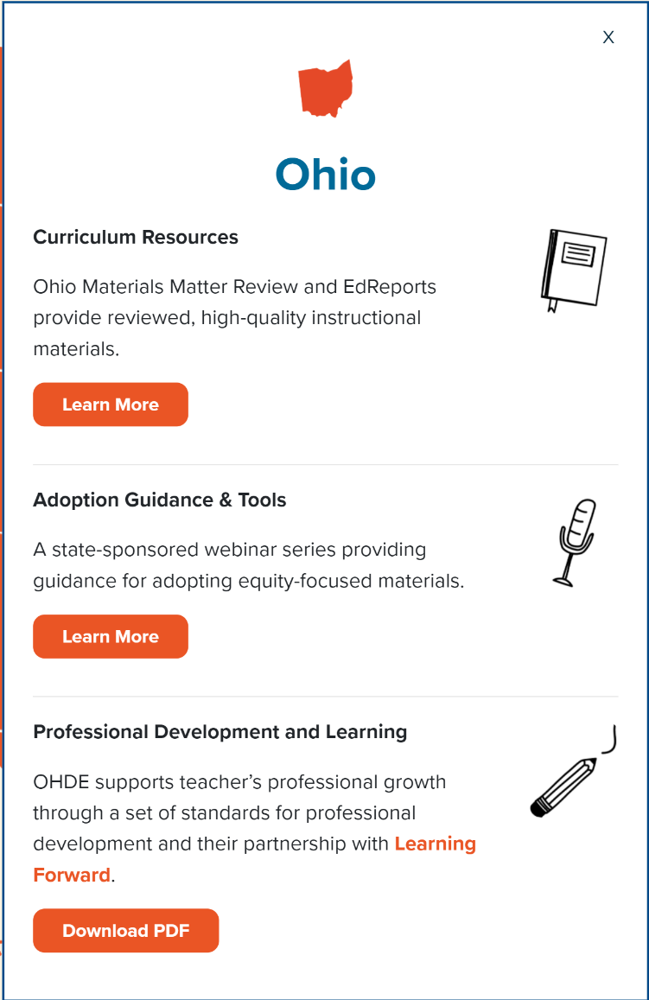 X
Ohio
Curriculum Resources
Ohio Materials Matter Review and EdReports
provide reviewed, high-quality instructional
materials.
Learn More
Adoption Guidance & Tools
A state-sponsored webinar series providing
guidance for adopting equity-focused materials.
Learn More
Professional Development and Learning
OHDE supports teacher’s professional growth
through a set of standards for professional
development and their partnership with Learning
Forward.
Download PDF